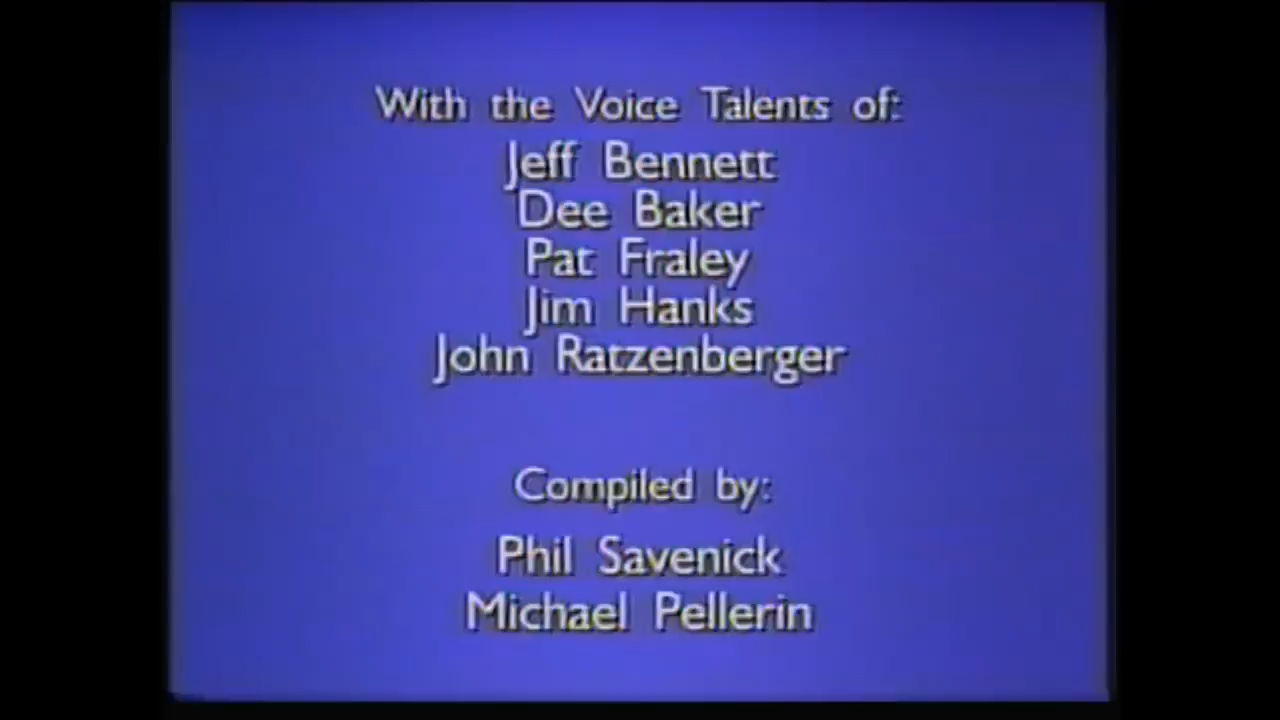 With the Voice Talents of:
Jeff Bennett
Dee Baker
Pat Fraley
Jim Hanks
John Ratzenberger
Compiled by:
Phil Savenick
Michael Pellerin